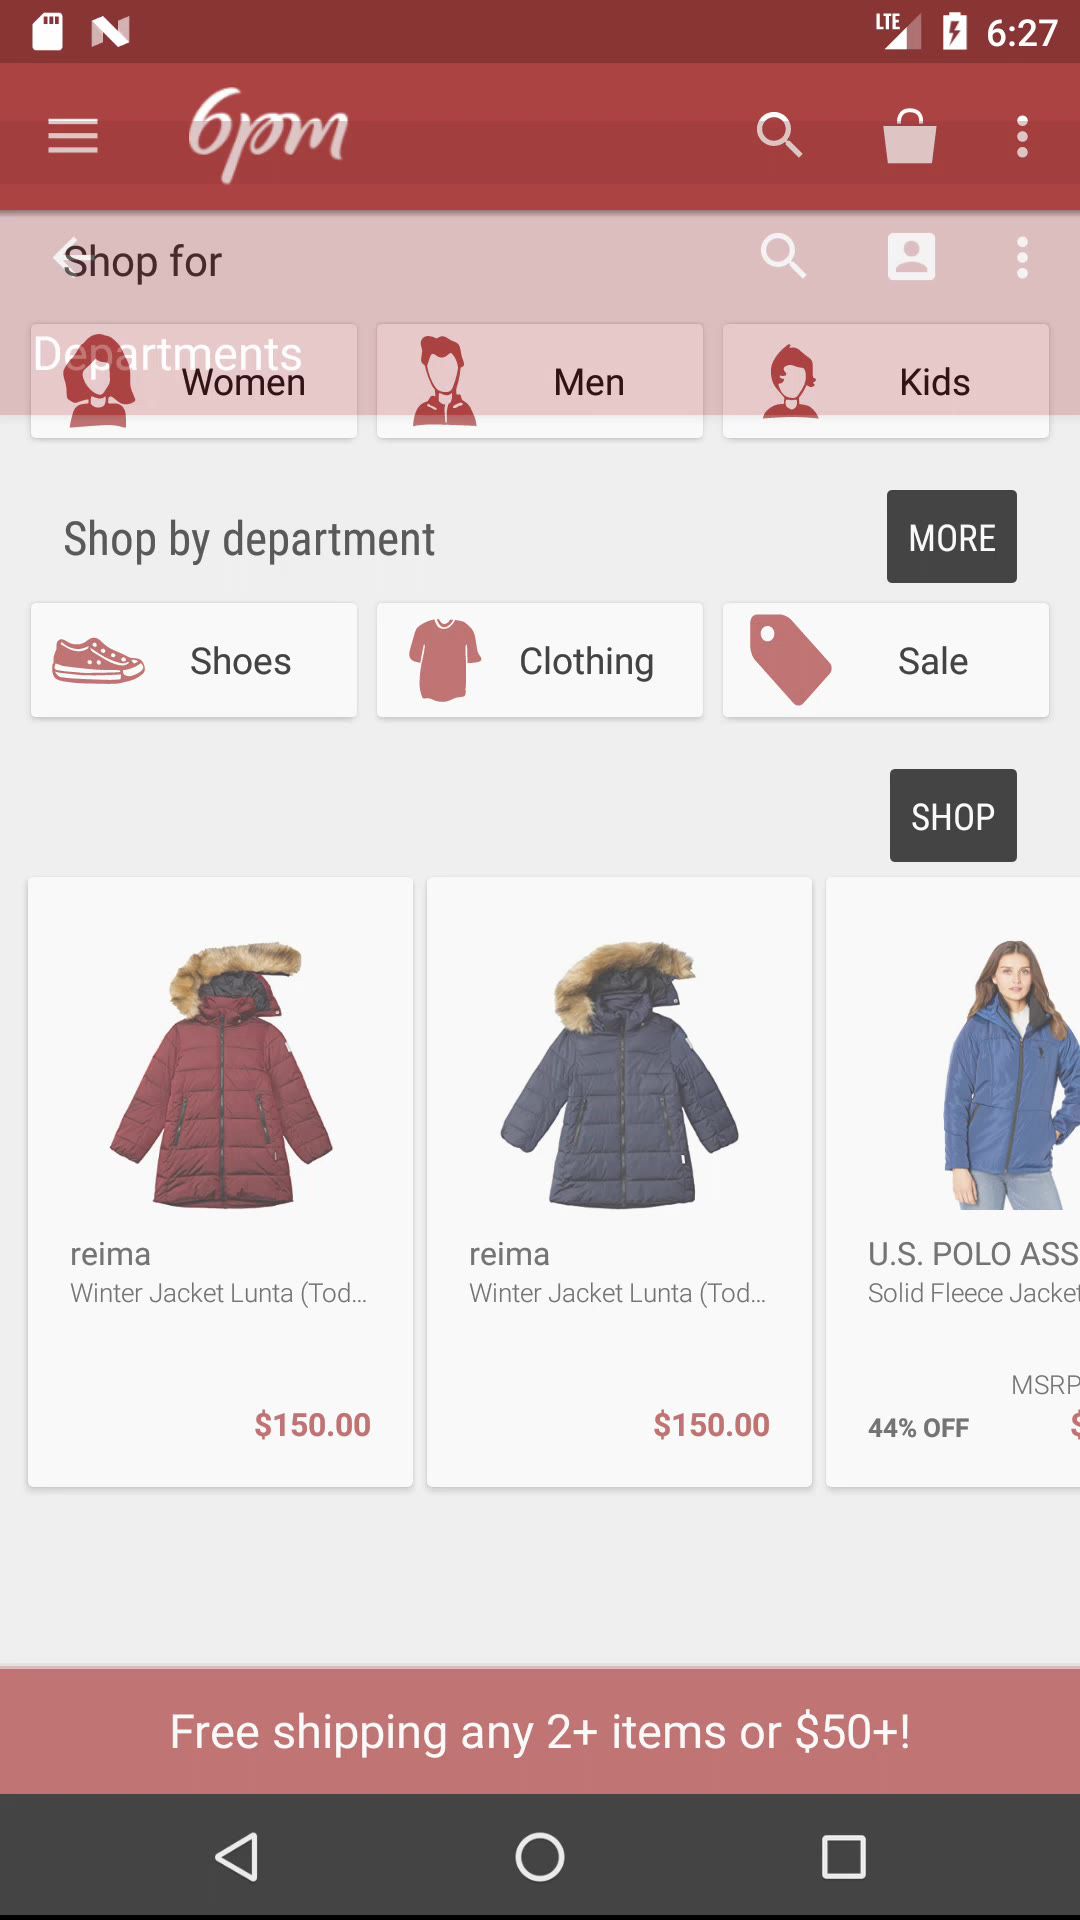 LTE 6:27
6pm
Shop for
Departments
Women Men Kids
Shop by department MORE
Shoes Clothing Sale
SHOP
reima reima U.S. POLO ASS
Winter Jacket Lunta (Tod... Winter Jacket Lunta (Tod... Solid Fleece Jacket
MSRP
$150.00 $150.00 44% OFF $
Free shipping any 2+ items or $50+!